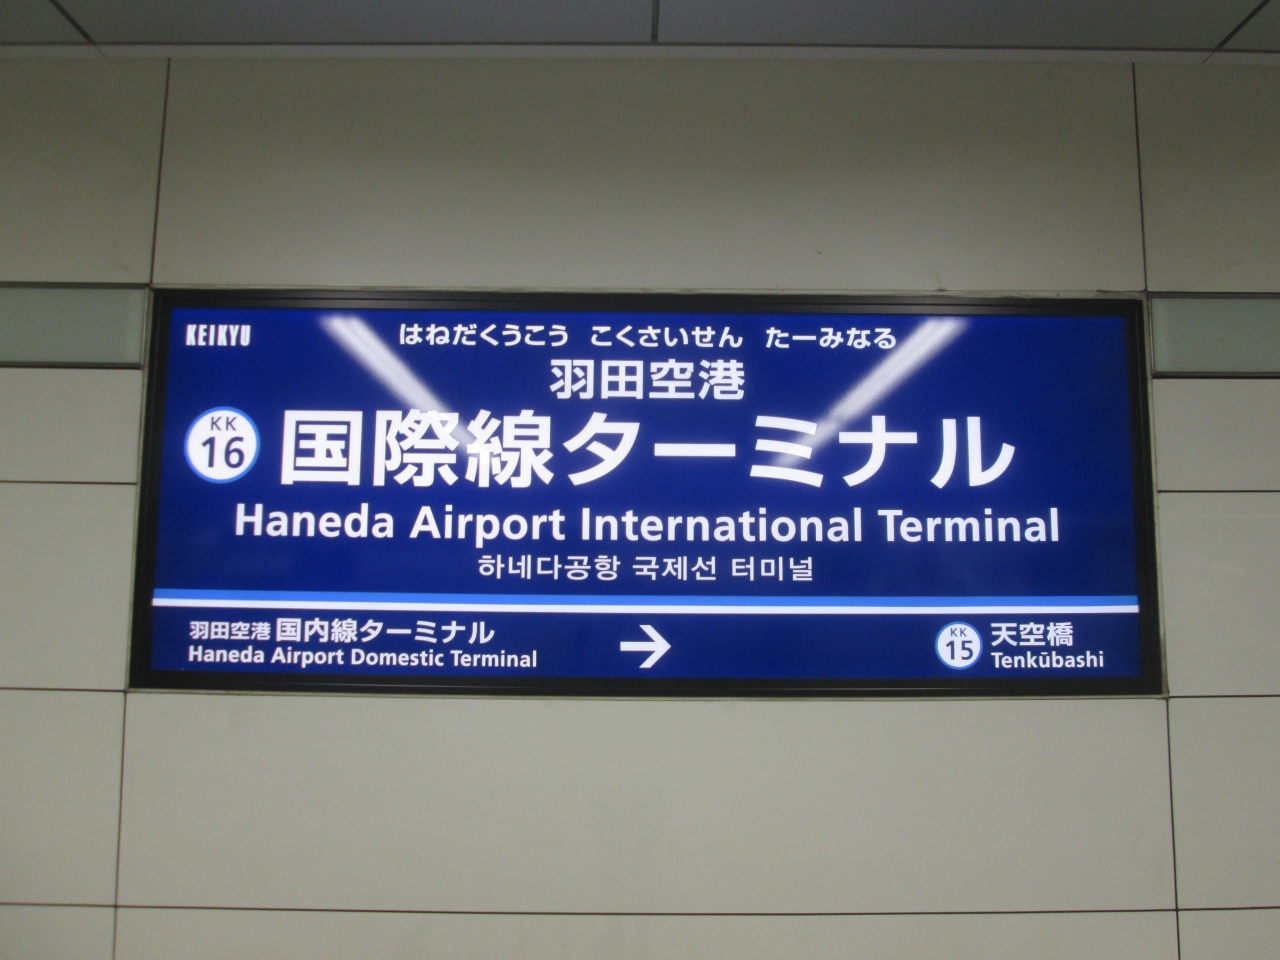 KEIKYU
はねだくうこう こくさいせん たーみなる
羽田空港
KK
16
国際線ターミナル
Haneda Airport International Terminal
하네다공항 국제선 터미널
羽田空港 国内線ターミナル
Haneda Airport Domestic Terminal
KK
15
天空橋
Tenkūbashi